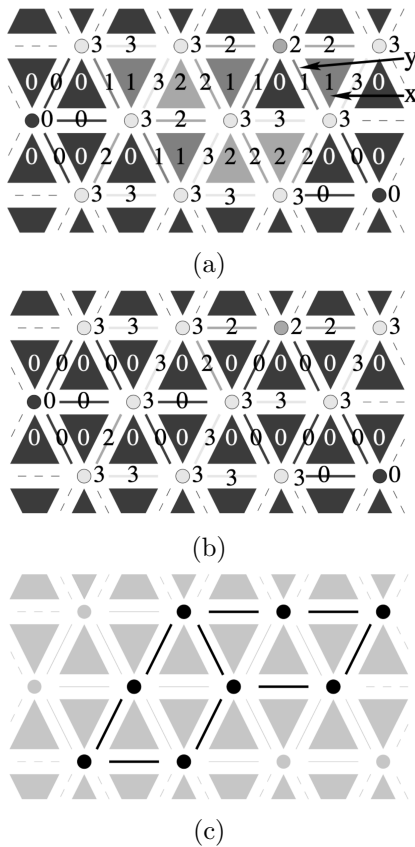 3 3 3 2 2 2 3
y
0 0 0 1 1 3 2 2 1 1 0 1 1 3 0
x
0 0 3 2 3 3 3
0 0 0 2 0 1 1 3 2 2 2 2 0 0 0
3 3 3 3 3 0 0
(a)
3 3 3 2 2 2 3
0 0 0 0 0 3 0 2 0 0 0 0 0 3 0
0 0 3 0 3 3 3
0 0 0 2 0 0 0 3 0 0 0 0 0 0 0
3 3 3 3 3 0 0
(b)
(c)